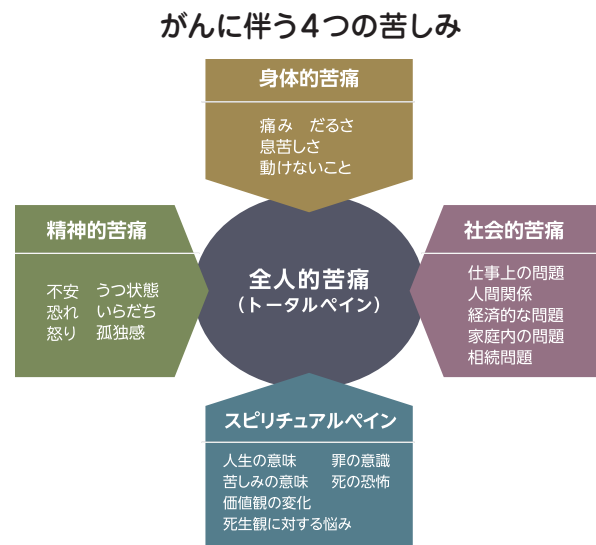 がんに伴う4つの苦しみ
身体的苦痛
痛み　だるさ
息苦しさ
動けないこと
精神的苦痛
不安　うつ状態
恐れ　いらだち
怒り　孤独感
全人的苦痛
（トータルペイン）
社会的苦痛
仕事上の問題
人間関係
経済的な問題
家庭内の問題
相続問題
スピリチュアルペイン
人生の意味　罪の意識
苦しみの意味　死の恐怖
価値観の変化
死生観に対する悩み